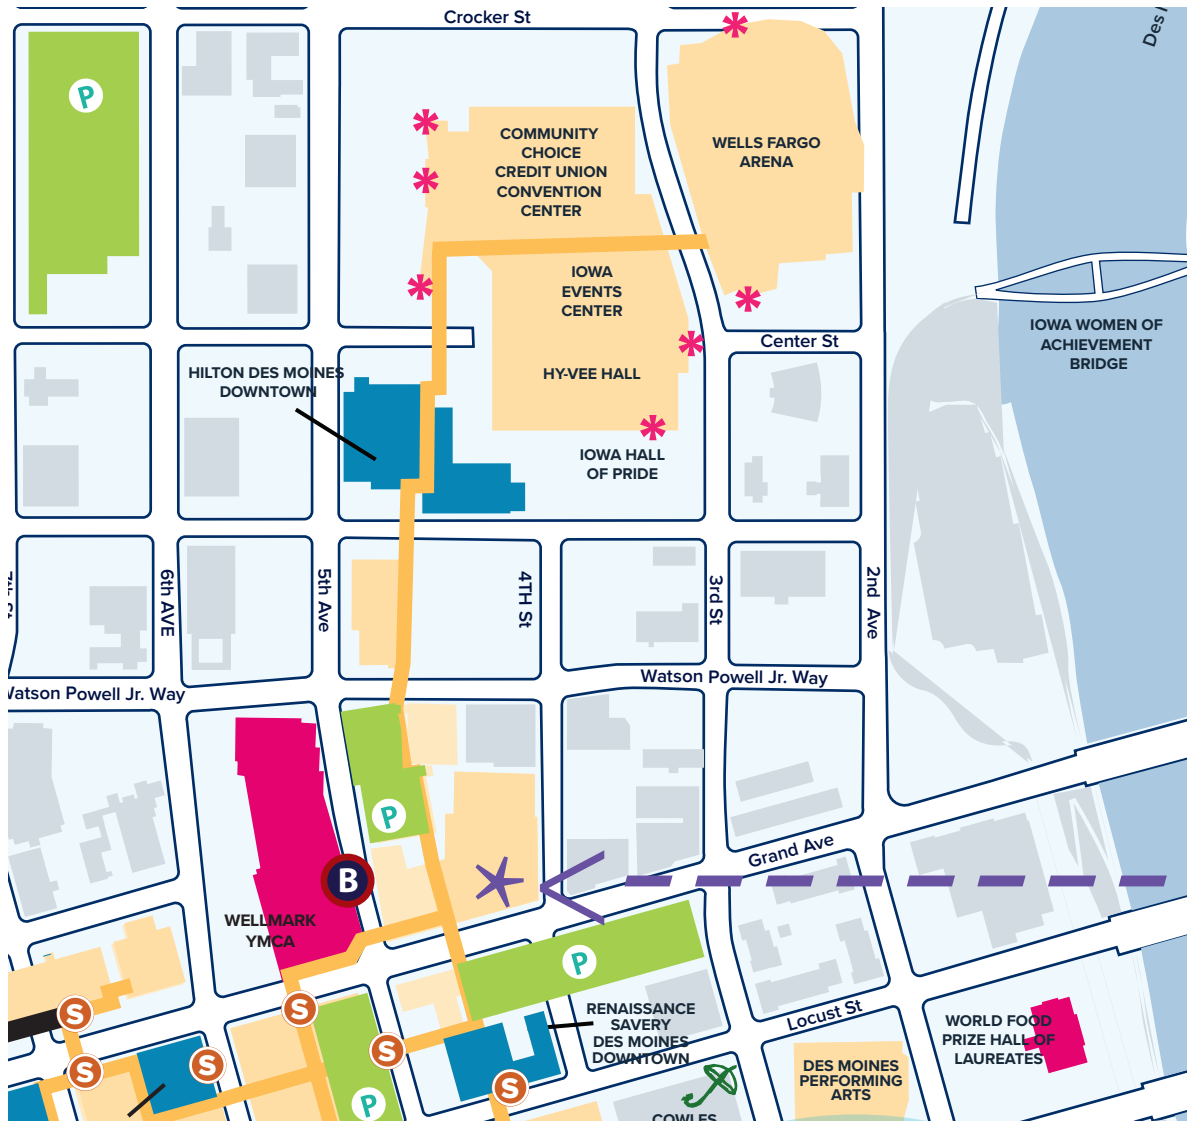 Crocker St
Des
P
COMMUNITY
CHOICE
CREDIT UNION
CONVENTION
CENTER
WELLS FARGO
ARENA
IOWA
EVENTS
CENTER
HY-VEE HALL
IOWA HALL
OF PRIDE
Center St
IOWA WOMEN OF
ACHIEVEMENT
BRIDGE
HILTON DES MOINES
DOWNTOWN
6th AVE
5th Ave
4TH St
3rd St
2nd Ave
Watson Powell Jr. Way
Watson Powell Jr. Way
P
B
WELLMARK
YMCA
Grand Ave
P
S
S
S
S
S
S
RENAISSANCE
SAVERY
DES MOINES
DOWNTOWN
Locust St
WORLD FOOD
PRIZE HALL OF
LAUREATES
DES MOINES
PERFORMING
ARTS
P
COWLES